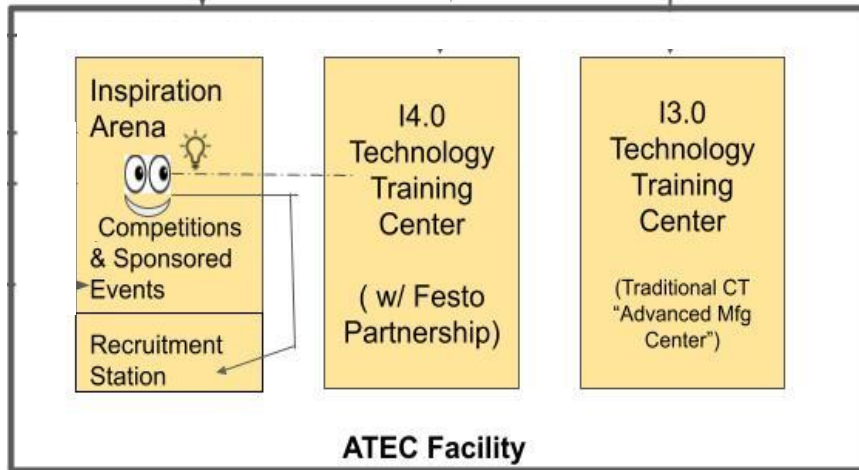 Inspiration
Arena
Competitions
& Sponsored
Events
Recruitment
Station
I4.0
Technology
Training
Center
( w/ Festo
Partnership)
I3.0
Technology
Training
Center
(Traditional CT
“Advanced Mfg
Center”)
ATEC Facility